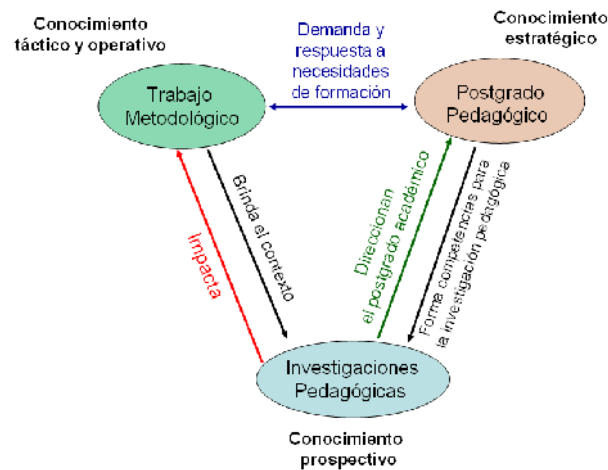 Conocimiento
táctico y operativo
Demanda y
respuesta a
necesidades
de formación
Conocimiento
estratégico
Trabajo
Metodológico
Postgrado
Pedagógico
Impacta
Brinda el contexto
Direccionan
el postgrado académico
Forma competencias para
la investigación pedagógica
Investigaciones
Pedagógicas
Conocimiento
prospectivo